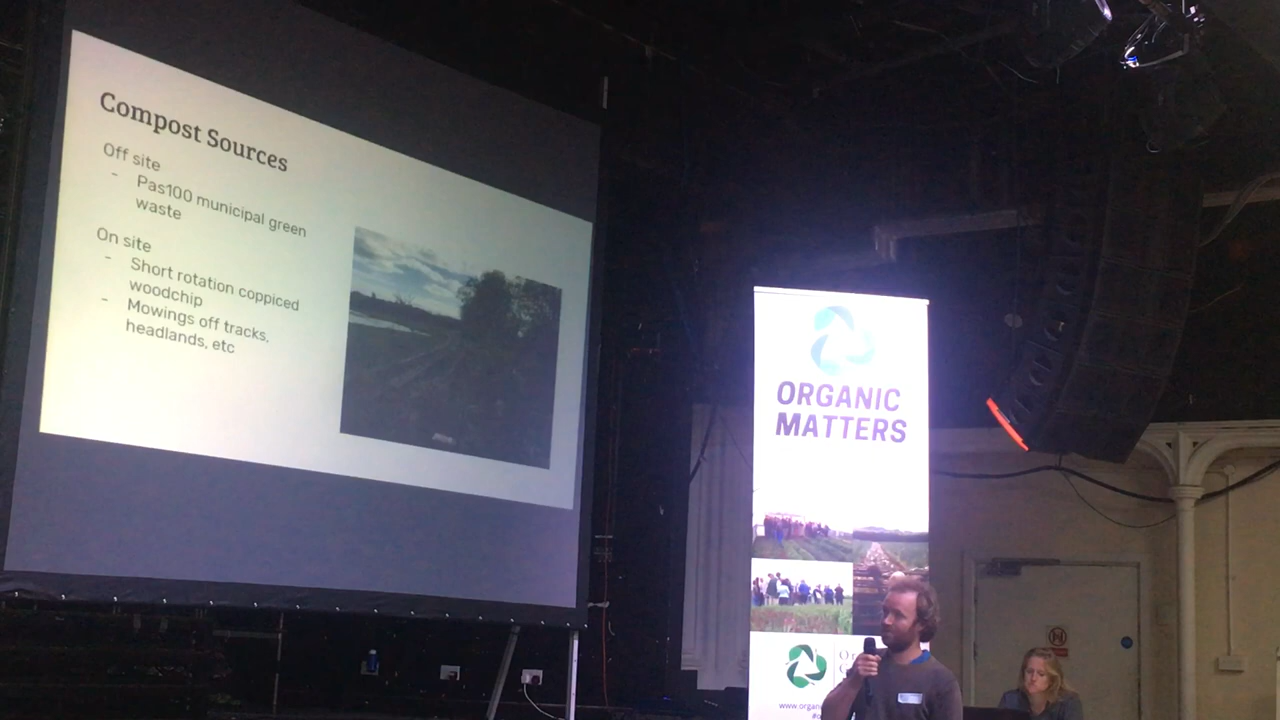 Compost Sources
Off site
- Pas100 municipal green
waste
On site
- Short rotation coppiced
woodchip
- Mowings off tracks,
headlands, etc
ORGANIC
MATTERS